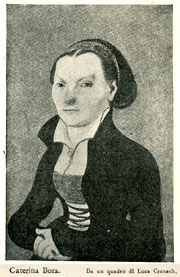 Caterina Bora. Da un quadro di Luca Cranach.